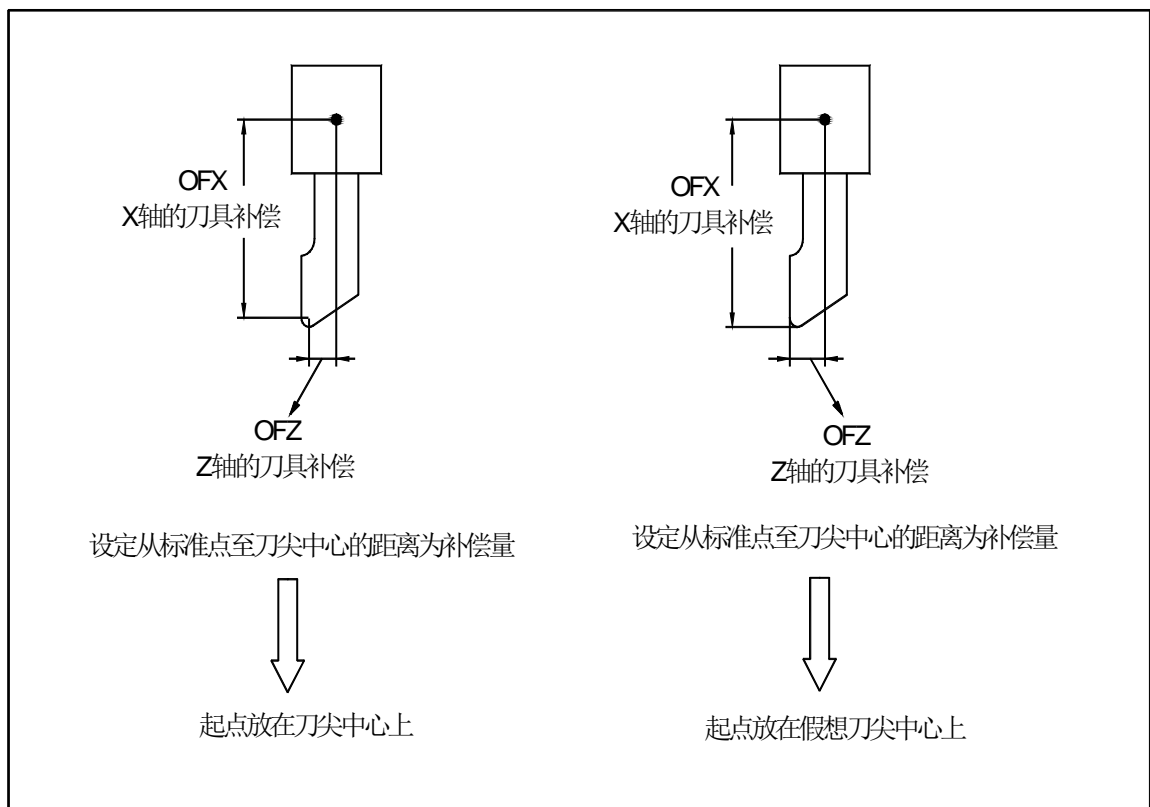 OFX
X轴的刀具补偿
OFZ
Z轴的刀具补偿
设定从标准点至刀尖中心的距离为补偿量
起点放在刀尖中心上
OFX
X轴的刀具补偿
OFZ
Z轴的刀具补偿
设定从标准点至刀尖中心的距离为补偿量
起点放在假想刀尖中心上